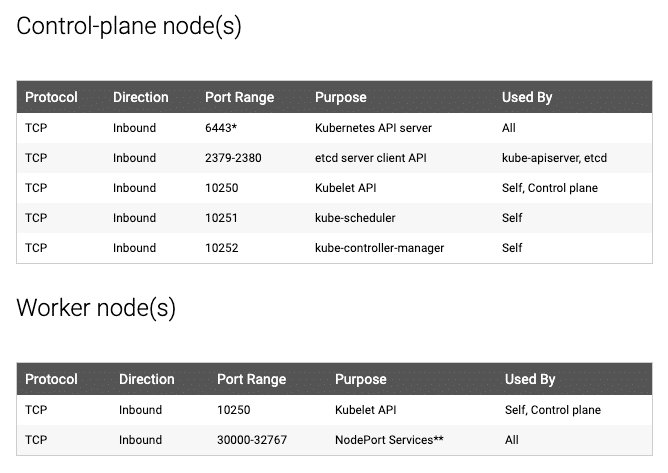 Control-plane node(s)
Protocol Direction Port Range Purpose Used By
TCP Inbound 6443* Kubernetes API server All
TCP Inbound 2379-2380 etcd server client API kube-apiserver, etcd
TCP Inbound 10250 Kubelet API Self, Control plane
TCP Inbound 10251 kube-scheduler Self
TCP Inbound 10252 kube-controller-manager Self
Worker node(s)
Protocol Direction Port Range Purpose Used By
TCP Inbound 10250 Kubelet API Self, Control plane
TCP Inbound 30000-32767 NodePort Services** All